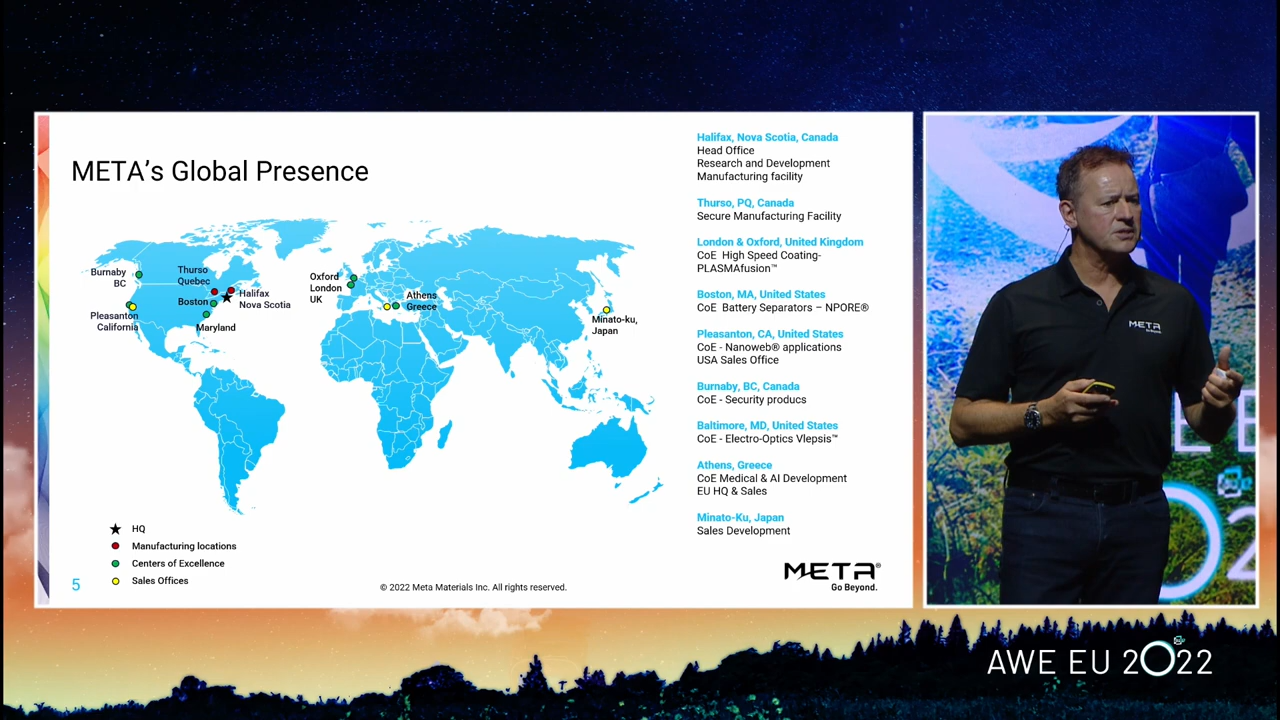 META's Global Presence
Burnaby
BC
Pleasanton
California
Thurso
Quebec
Boston
Maryland
Halifax
Nova Scotia
Oxford
London
UK
Athens
Greece
Minato-ku,
Japan
HQ
Manufacturing locations
Centers of Excellence
Sales Offices
5
© 2022 Meta Materials Inc. All rights reserved.
Halifax, Nova Scotia, Canada
Head Office
Research and Development
Manufacturing facility
Thurso, PQ, Canada
Secure Manufacturing Facility
London & Oxford, United Kingdom
CoE High Speed Coating-
PLASMAfusion™
Boston, MA, United States
CoE Battery Separators – NPORE®
Pleasanton, CA, United States
CoE - Nanoweb® applications
USA Sales Office
Burnaby, BC, Canada
CoE - Security producs
Baltimore, MD, United States
CoE - Electro-Optics Vlepsis™
Athens, Greece
CoE Medical & AI Development
EU HQ & Sales
Minato-Ku, Japan
Sales Development
META®
Go Beyond.
META
Go Beyond.
AWE EU 2022